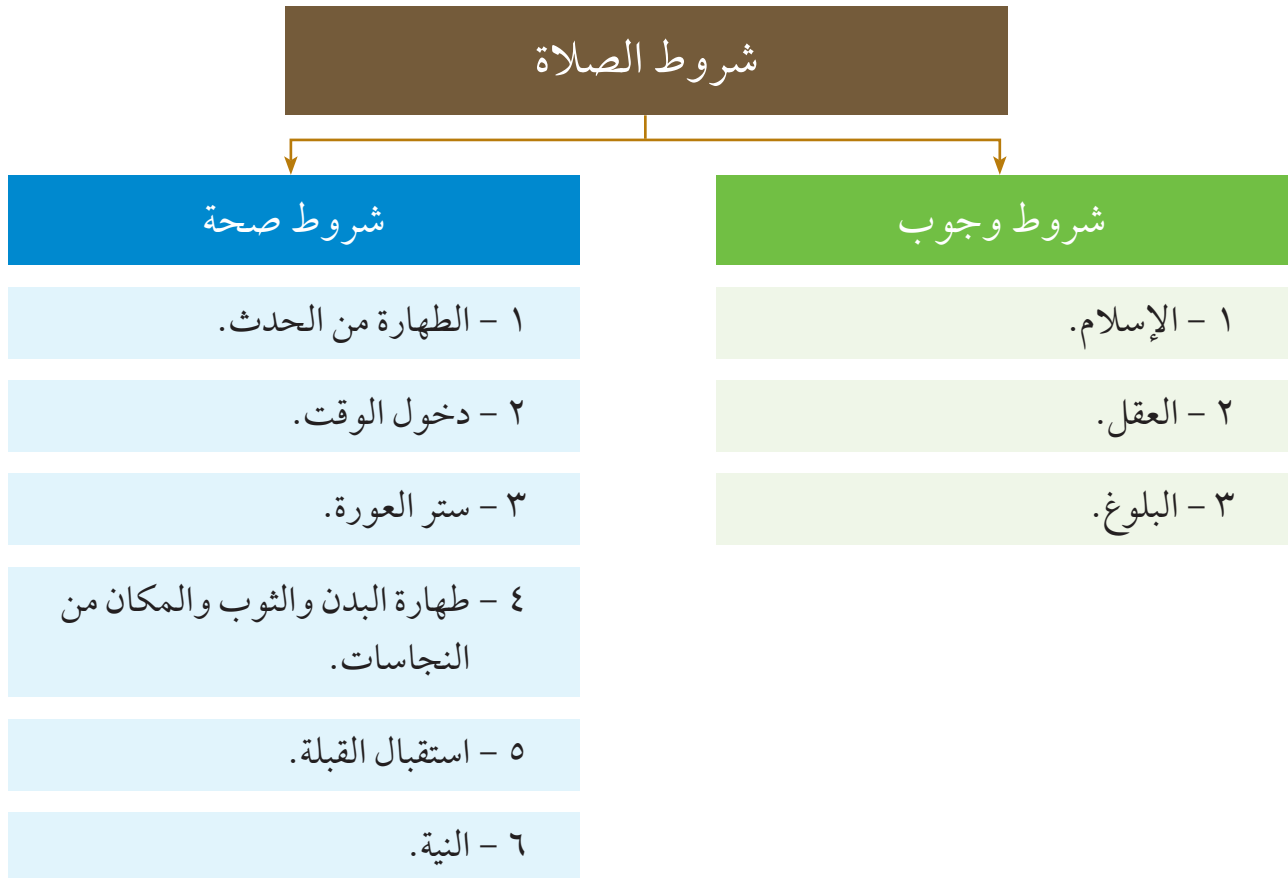 شروط الصلاة
شروط وجوب
١ – الإسلام.
٢ – العقل.
٣ – البلوغ.
شروط صحة
١ – الطهارة من الحدث.
٢ – دخول الوقت.
٣ – ستر العورة.
٤ – طهارة البدن والثوب والمكان من
النجاسات.
٥ – استقبال القبلة.
٦ – النية.